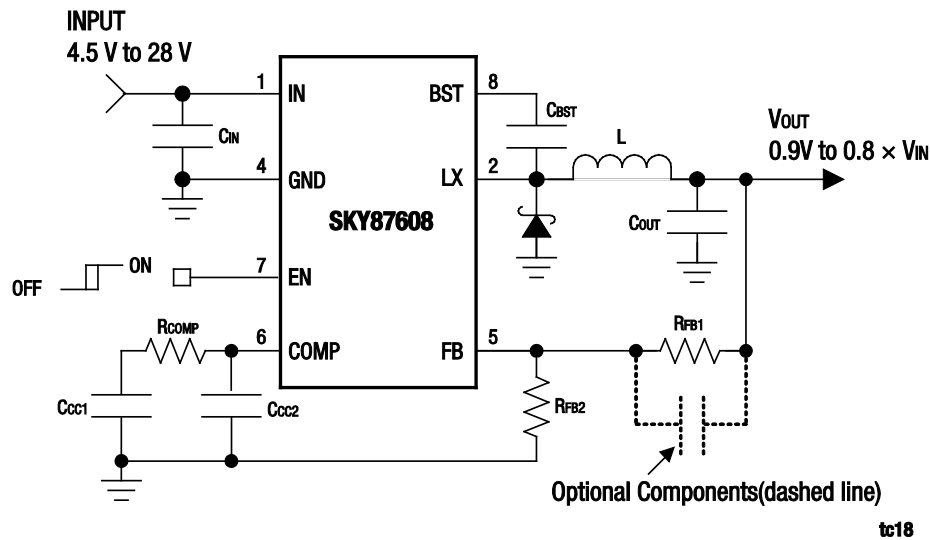 INPUT
4.5 V to 28 V
1
IN
BST
8
CBST
CIN
L
VOUT
0.9V to 0.8 × VIN
4
GND
LX
2
SKY87608
COUT
OFF
ON
7
EN
RCOMP
6
COMP
FB
5
RFB1
CCC1
CCC2
RFB2
Optional Components(dashed line)
tc18